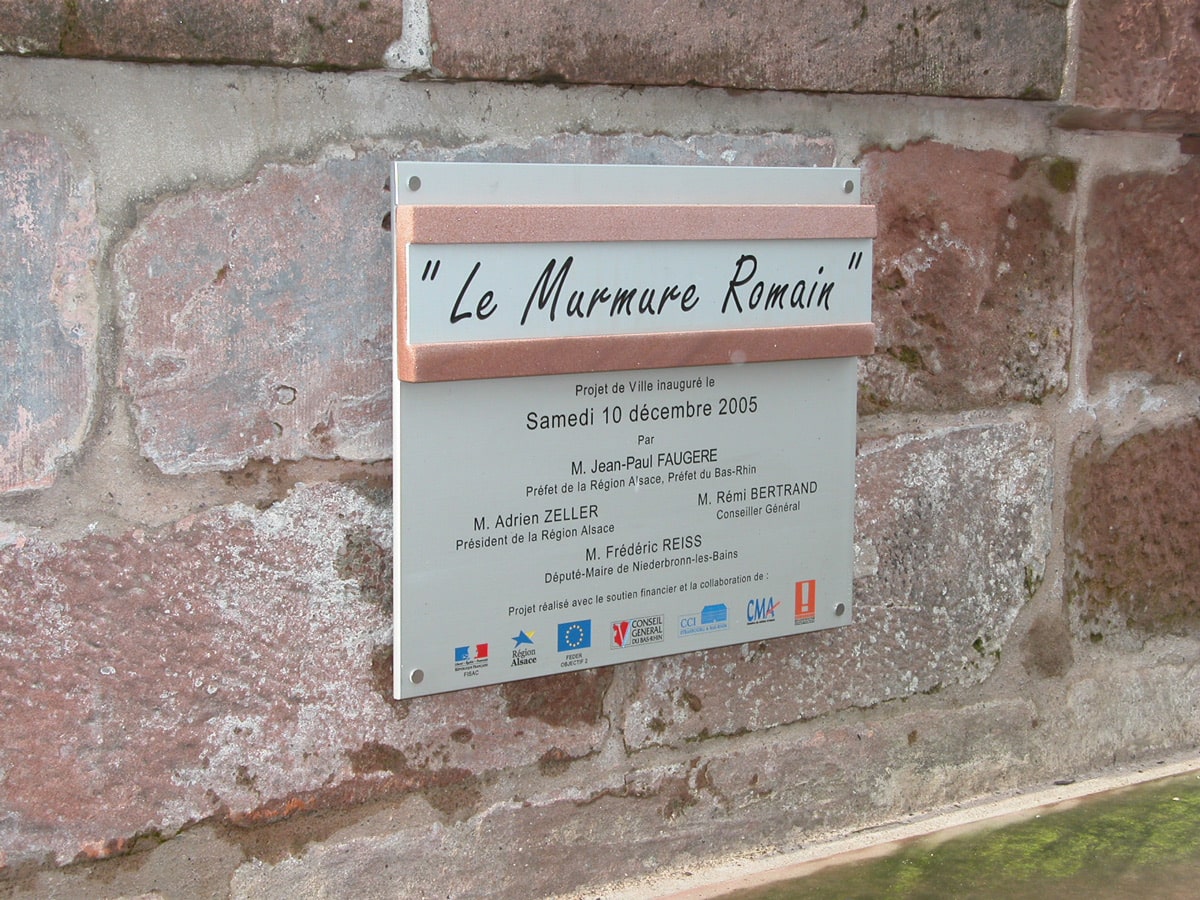 "Le Murmure Romain"
Projet de Ville inauguré le
Samedi 10 décembre 2005
Par
M. Jean-Paul FAUGERE
Préfet de la Région Alsace, Préfet du Bas-Rhin
M. Adrien ZELLER
Président de la Région Alsace
M. Rémi BERTRAND
Conseiller Général
M. Frédéric REISS
Député-Maire de Niederbronn-les-Bains
Projet réalisé avec le soutien financier et la collaboration de :
FISAC
Région
Alsace
FEDER
OBJECTIF 2
CONSEIL
GENERAL
DU BAS-RHIN
CCI
CMA